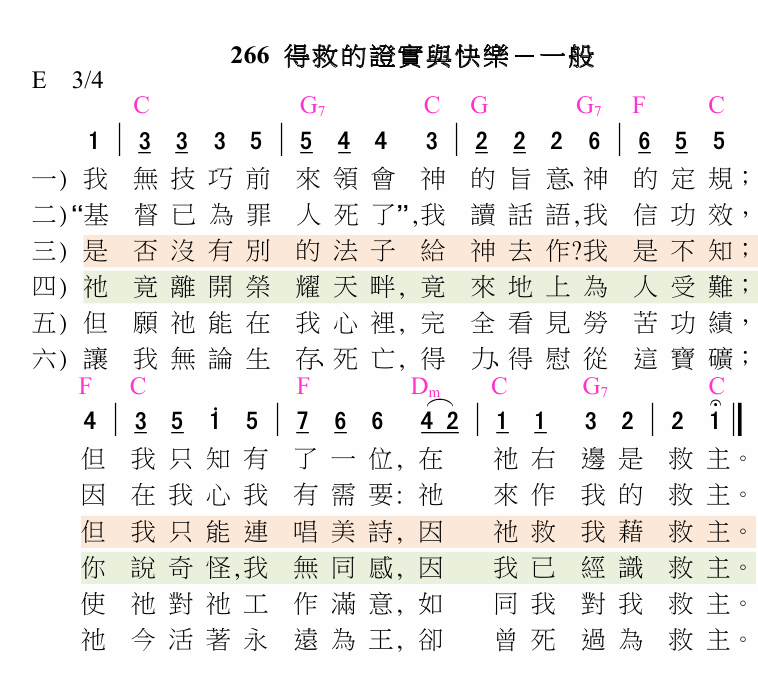 266 得救的證實與快樂－一般
E 3/4
C G7 C G G7 F C
1 | 3 3 3 5 | 5 4 4 3 | 2 2 2 6 | 6 5 5
一) 我 無技巧前 來領會 神 的旨意、神 的定規；
二) “基 督已為罪 人死了”，我 讀話語，我 信功效，
三) 是 否沒有別 的法子 給 神去作?我 是不知；
四) 祂 竟離開榮 耀天畔，竟 來地上為 人受難；
五) 但 願祂能在 我心裡，完 全看見勞 苦功績，
六) 讓 我無論生 存、死亡，得 力、得慰從 這寶礦；
F C F Dm C G7 C
4 | 3 5 i 5 | 7 6 6 4 2 | 1 1 3 2 | 2 i ||
但 我只知有 了一位，在 祂右邊是 救主。
因 在我心我 有需要：祂 來作我的 救主。
但 我只能連 唱美詩，因 祂救我藉 救主。
你 說奇怪，我 無同感，因 我已經識 救主。
使 祂對祂工 作滿意，如 同我對我 救主。
祂 今活著永 遠為王，卻 曾死過為 救主。